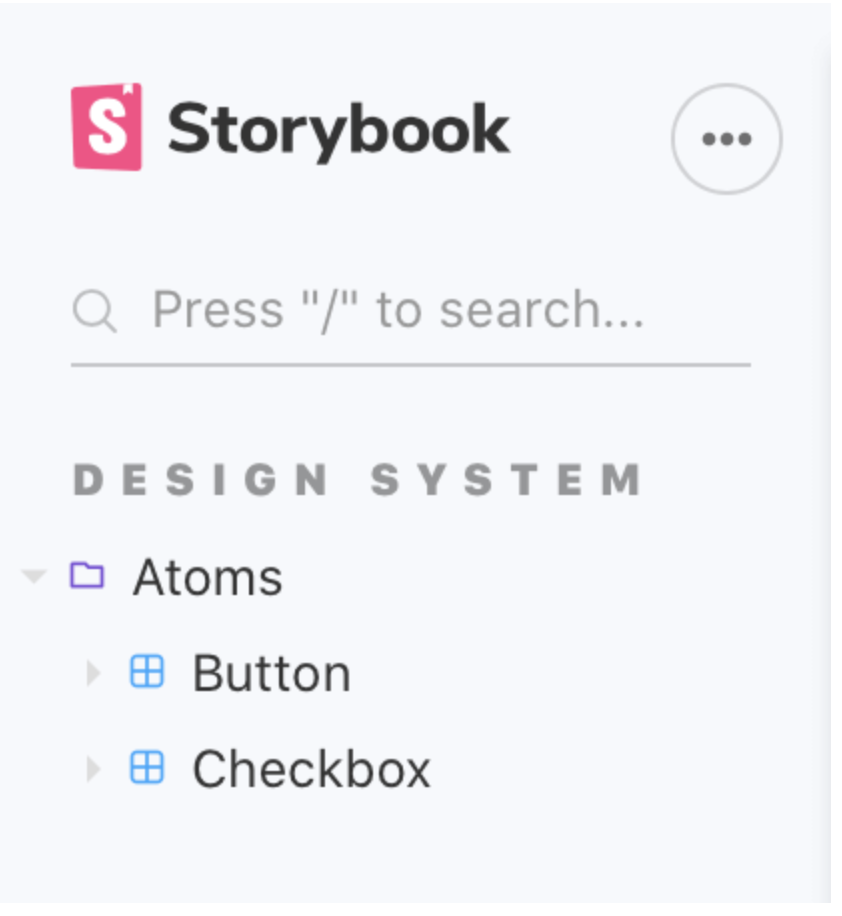 Storybook
Press "/" to search...
DESIGN SYSTEM
Atoms
Button
Checkbox